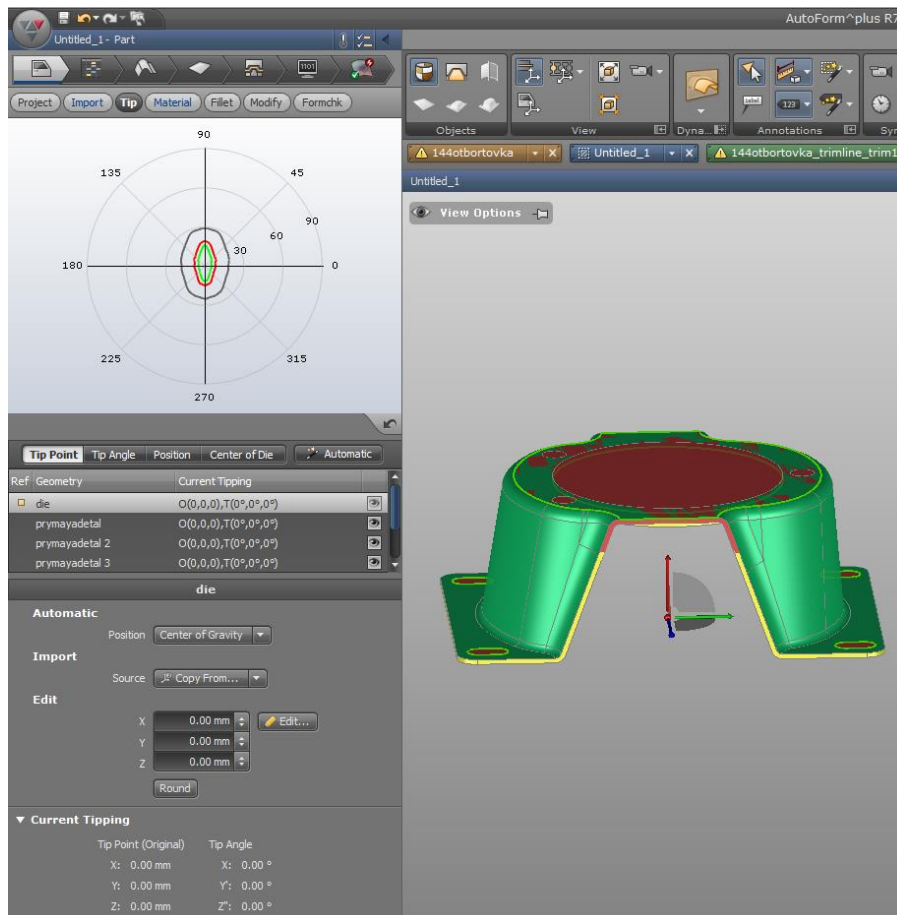 AutoForm^plus R7
Untitled_1 - Part
Project Import Tip Material Fillet Modify Formchk
Objects View Dyna... Annotations Syr
Label 123
1101
144otbortovka Untitled_1 144otbortovka_trimline_trim1
Untitled_1
View Options
90
135 45
90
60
30
180 0
225 315
270
Tip Point Tip Angle Position Center of Die Automatic
Ref Geometry Current Tipping
die O(0,0,0),T(0°,0°,0°)
prymayadetal O(0,0,0),T(0°,0°,0°)
prymayadetal 2 O(0,0,0),T(0°,0°,0°)
prymayadetal 3 O(0,0,0),T(0°,0°,0°)
die
Automatic
Position Center of Gravity
Import
Source Copy From...
Edit
X 0.00 mm Edit...
Y 0.00 mm
Z 0.00 mm
Round
Current Tipping
Tip Point (Original) Tip Angle
X: 0.00 mm X: 0.00 °
Y: 0.00 mm Y': 0.00 °
Z: 0.00 mm Z": 0.00 °